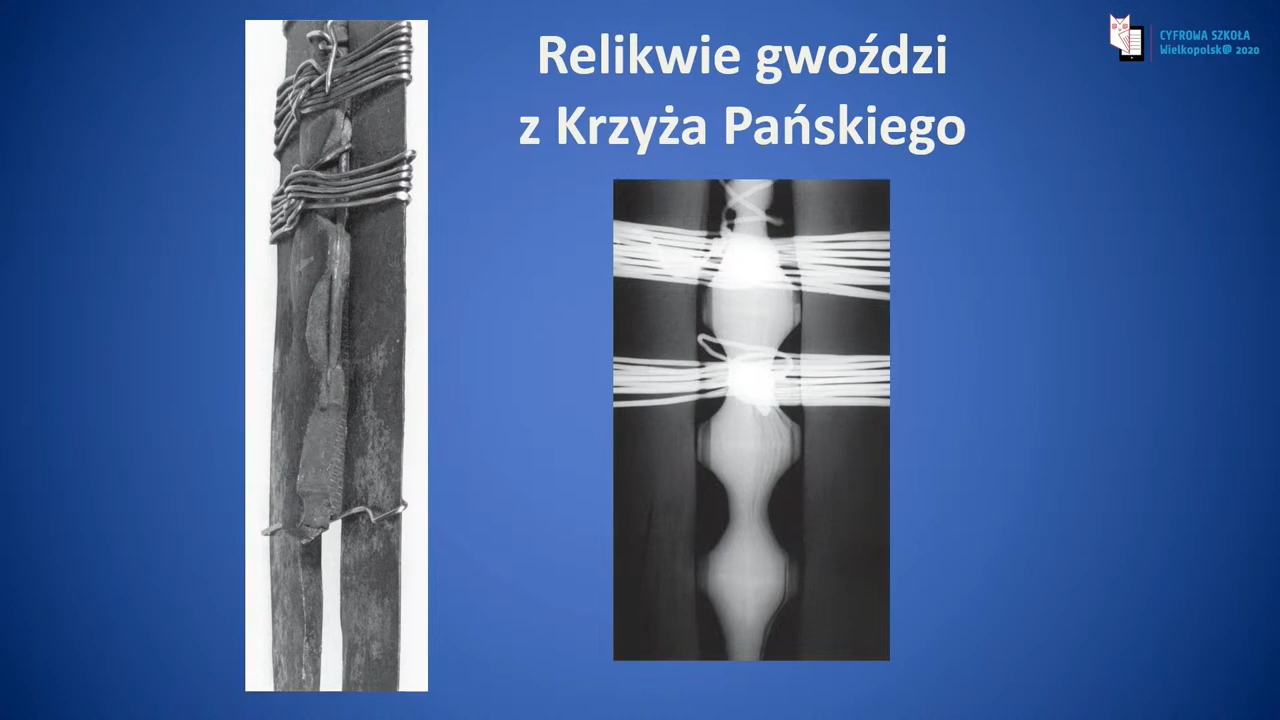 Relikwie gwoździ
z Krzyża Pańskiego
CYFROWA SZKOŁA
Wielkopolsk@ 2020